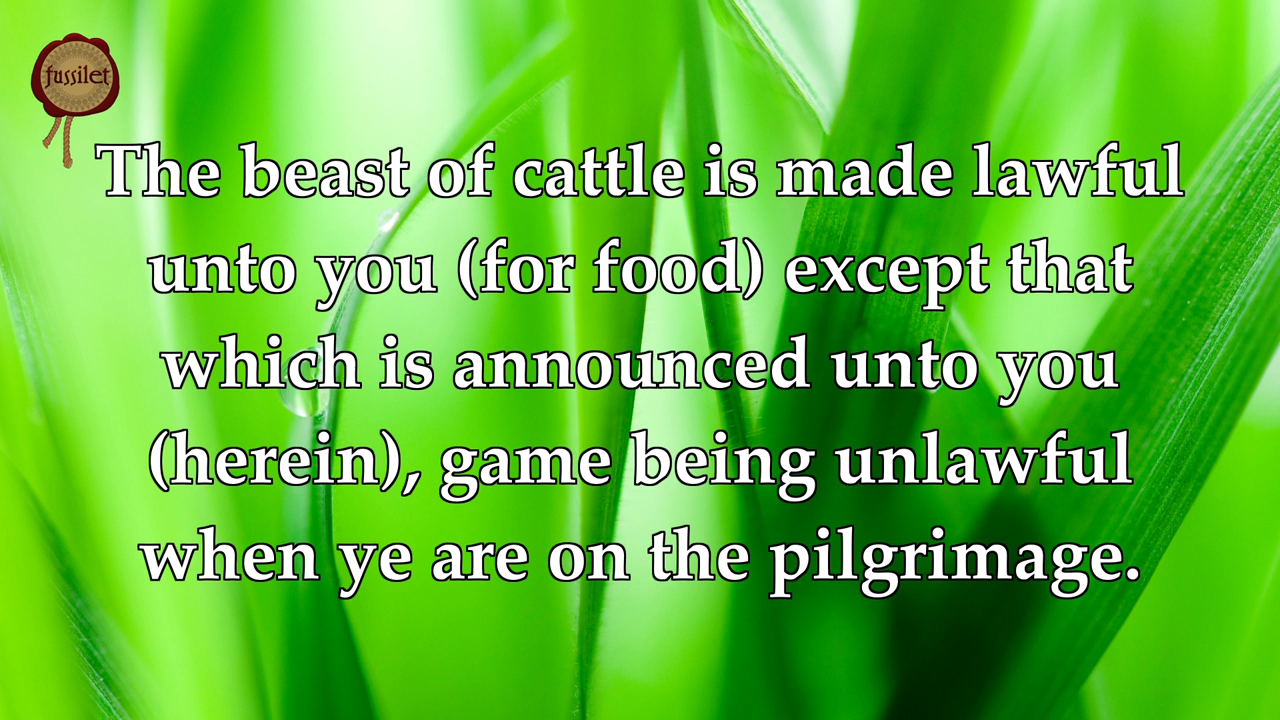 fussilet
The beast of cattle is made lawful
unto you (for food) except that
which is announced unto you
(herein), game being unlawful
when ye are on the pilgrimage.